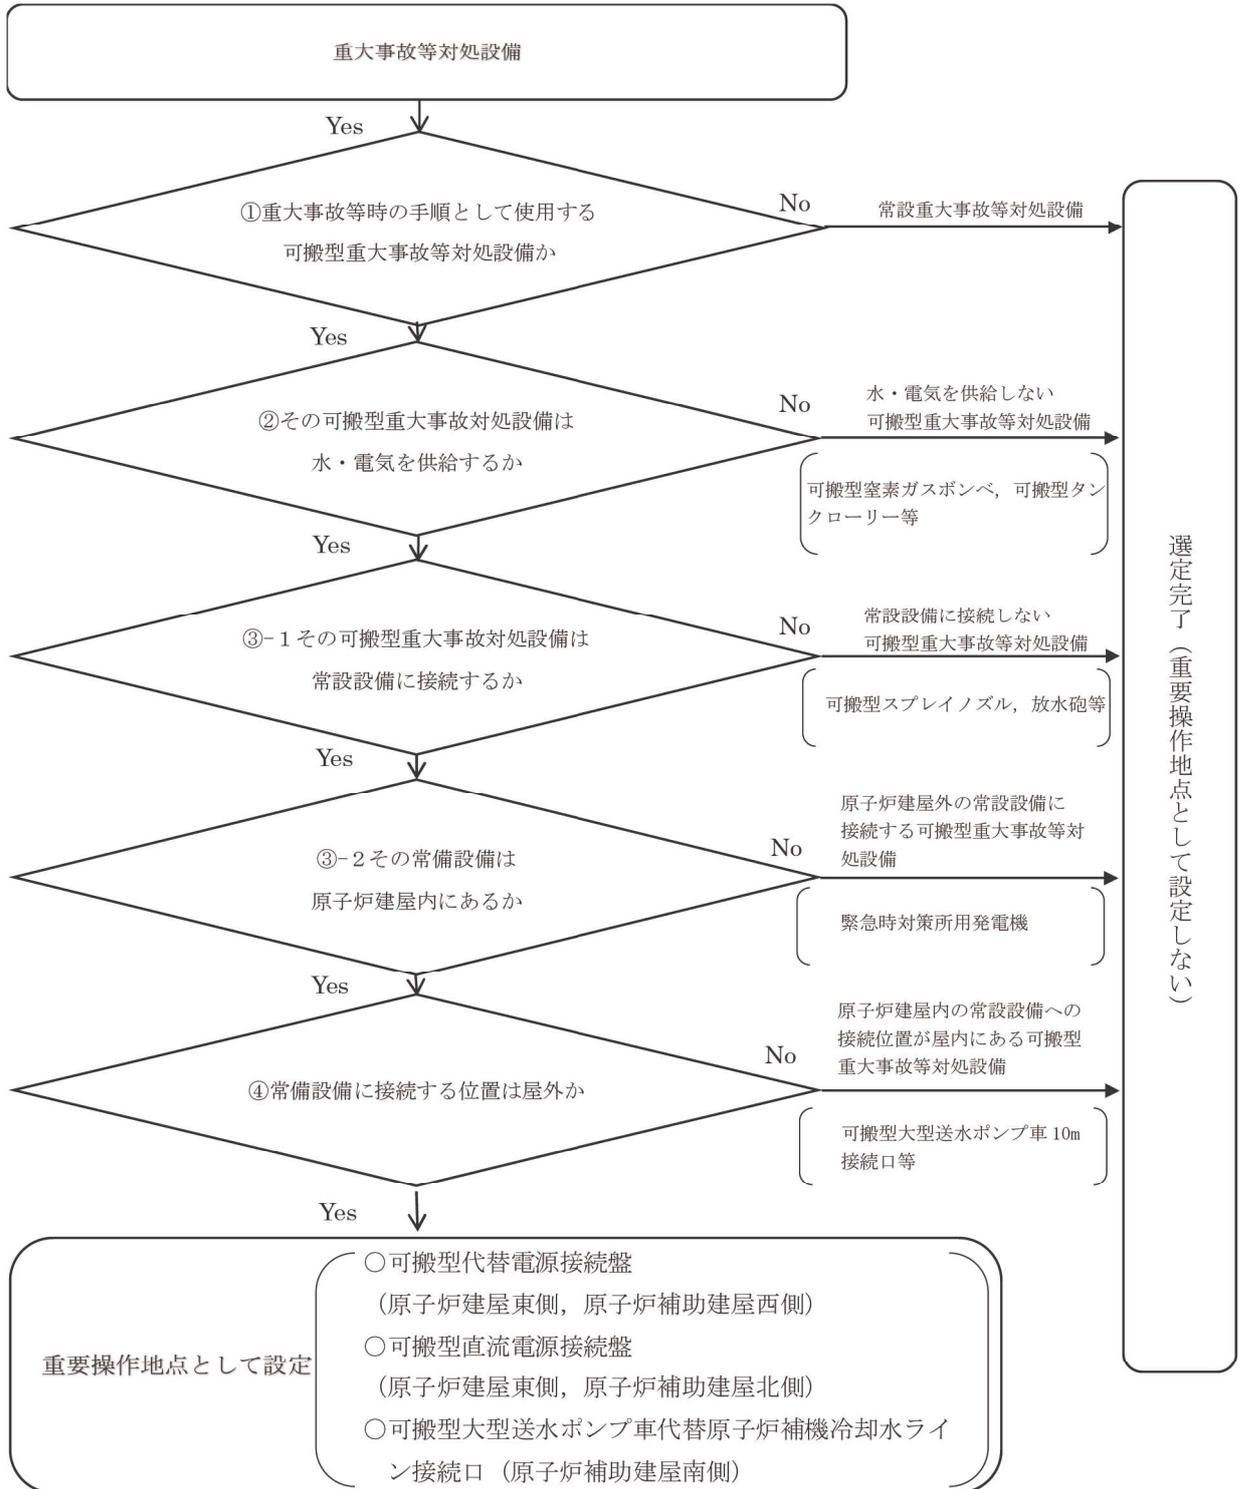 重大事故等対処設備
Yes
①重大事故等時の手順として使用する
可搬型重大事故等対処設備か
No
常設重大事故等対処設備
Yes
②その可搬型重大事故対処設備は
水・電気を供給するか
No
水・電気を供給しない
可搬型重大事故等対処設備
可搬型窒素ガスボンベ，可搬型タン
クローリー等
Yes
③-１その可搬型重大事故対処設備は
常設設備に接続するか
No
常設設備に接続しない
可搬型重大事故等対処設備
可搬型スプレイノズル，放水砲等
Yes
③-２その常備設備は
原子炉建屋内にあるか
No
原子炉建屋外の常設設備に
接続する可搬型重大事故等対
処設備
緊急時対策所用発電機
Yes
④常備設備に接続する位置は屋外か
No
原子炉建屋内の常設設備への
接続位置が屋内にある可搬型
重大事故等対処設備
可搬型大型送水ポンプ車 10m
接続口等
Yes
選定完了（重要操作地点として設定しない）
重要操作地点として設定
○可搬型代替電源接続盤
（原子炉建屋東側，原子炉補助建屋西側）
○可搬型直流電源接続盤
（原子炉建屋東側，原子炉補助建屋北側）
○可搬型大型送水ポンプ車代替原子炉補機冷却水ライ
ン接続口（原子炉補助建屋南側）